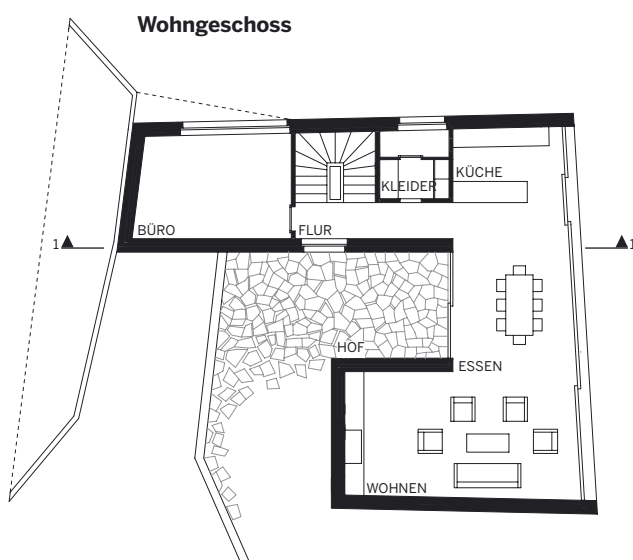 Wohngeschoss
KÜCHE
KLEIDER
BÜRO
FLUR
1
1
HOF
ESSEN
WOHNEN